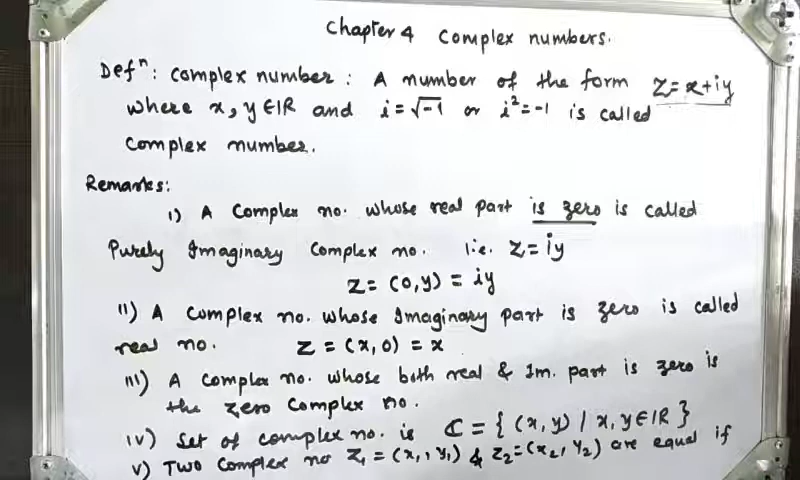 Chapter 4 Complex numbers.
Defⁿ: complex number : A number of the form z = x+iy
where x, y ∈ IR and i = √-1 or i² = -1 is called
complex number.
Remarks:
i) A Complex no. whose real part is zero is called
Purely Imaginary Complex no. i.e. z = iy
z = (0,y) = iy
ii) A complex no. whose Imaginary part is zero is called
real no. z = (x, 0) = x
iii) A complex no. whose both real & Im. part is zero is
the zero complex no.
iv) Set of complex no. is ℂ = { (x, y) / x, y ∈ IR }
v) Two Complex no z₁ = (x₁, y₁) & z₂ = (x₂, y₂) are equal if